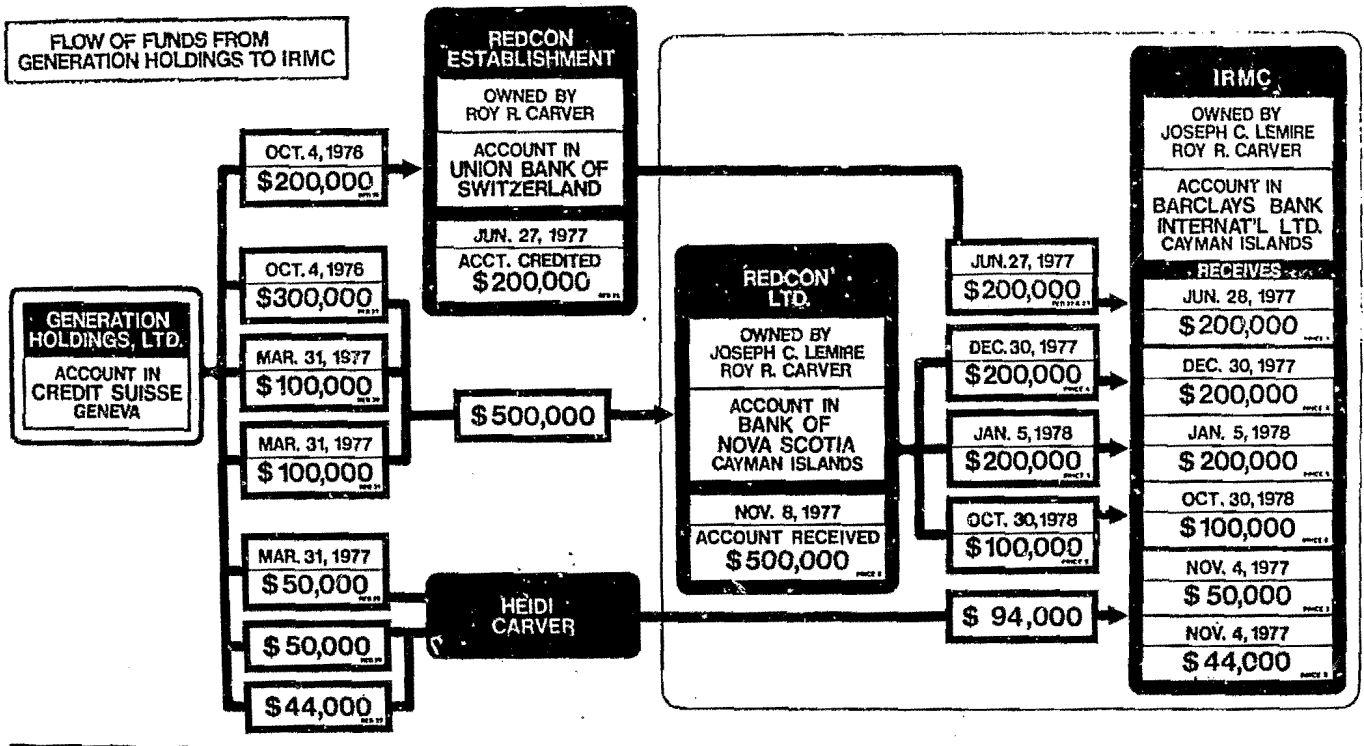 FLOW OF FUNDS FROM
GENERATION HOLDINGS TO IRMC
GENERATION
HOLDINGS, LTD.
ACCOUNT IN
CREDIT SUISSE
GENEVA
OCT. 4, 1976
$200,000
OCT. 4, 1976
$300,000
MAR. 31, 1977
$100,000
MAR. 31, 1977
$100,000
MAR. 31, 1977
$50,000
$50,000
$44,000
REDCON
ESTABLISHMENT
OWNED BY
ROY R. CARVER
ACCOUNT IN
UNION BANK OF
SWITZERLAND
JUN. 27, 1977
ACCT. CREDITED
$200,000
$500,000
HEIDI
CARVER
REDCON
LTD.
OWNED BY
JOSEPH C. LEMIRE
ROY R. CARVER
ACCOUNT IN
BANK OF
NOVA SCOTIA
CAYMAN ISLANDS
NOV. 8, 1977
ACCOUNT RECEIVED
$500,000
JUN. 27, 1977
$200,000
DEC. 30, 1977
$200,000
JAN. 5, 1978
$200,000
OCT. 30, 1978
$100,000
$ 94,000
IRMC
OWNED BY
JOSEPH C. LEMIRE
ROY R. CARVER
ACCOUNT IN
BARCLAYS BANK
INTERNAT'L LTD.
CAYMAN ISLANDS
RECEIVES
JUN. 28, 1977
$200,000
DEC. 30, 1977
$200,000
JAN. 5, 1978
$200,000
OCT. 30, 1978
$100,000
NOV. 4, 1977
$ 50,000
NOV. 4, 1977
$44,000